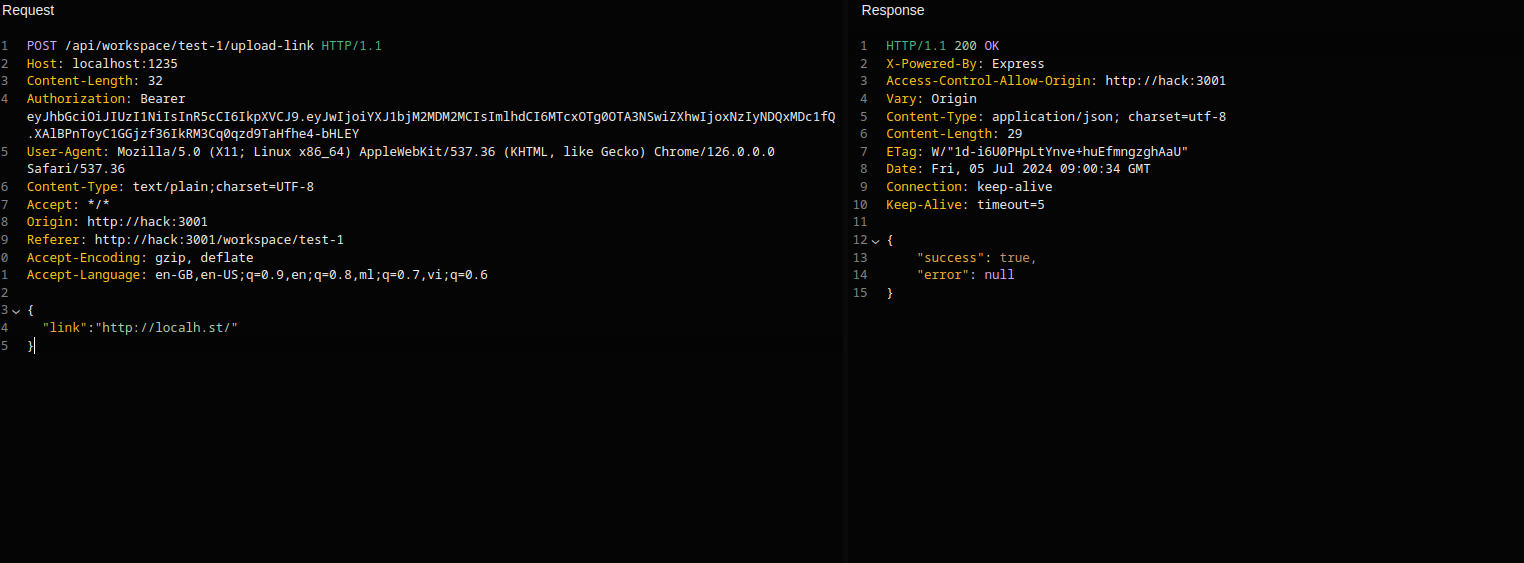 Request
1 POST /api/workspace/test-1/upload-link HTTP/1.1
2 Host: localhost:1235
3 Content-Length: 32
4 Authorization: Bearer
eyJhbGciOiJIUzI1NiIsInR5cCI6IkpXVCJ9.eyJwIjoiYXJ1bjM2MDM2MCIsImlhdCI6MTcxOTg0OTA3NSwiZXhwIjoxNzIyNDQxMDc1fQ
.XAlBPnToyC1GGjzf36IkRM3Cq0qzd9TaHfhe4-bHLEY
5 User-Agent: Mozilla/5.0 (X11; Linux x86_64) AppleWebKit/537.36 (KHTML, like Gecko) Chrome/126.0.0.0
Safari/537.36
6 Content-Type: text/plain;charset=UTF-8
7 Accept: */*
8 Origin: http://hack:3001
9 Referer: http://hack:3001/workspace/test-1
0 Accept-Encoding: gzip, deflate
1 Accept-Language: en-GB,en-US;q=0.9,en;q=0.8,ml;q=0.7,vi;q=0.6
2
3 {
4 "link":"http://localh.st/"
5 }
Response
1 HTTP/1.1 200 OK
2 X-Powered-By: Express
3 Access-Control-Allow-Origin: http://hack:3001
4 Vary: Origin
5 Content-Type: application/json; charset=utf-8
6 Content-Length: 29
7 ETag: W/"1d-i6U0PHpLtYnve+huEfmngzghAaU"
8 Date: Fri, 05 Jul 2024 09:00:34 GMT
9 Connection: keep-alive
10 Keep-Alive: timeout=5
11
12 {
13 "success": true,
14 "error": null
15 }